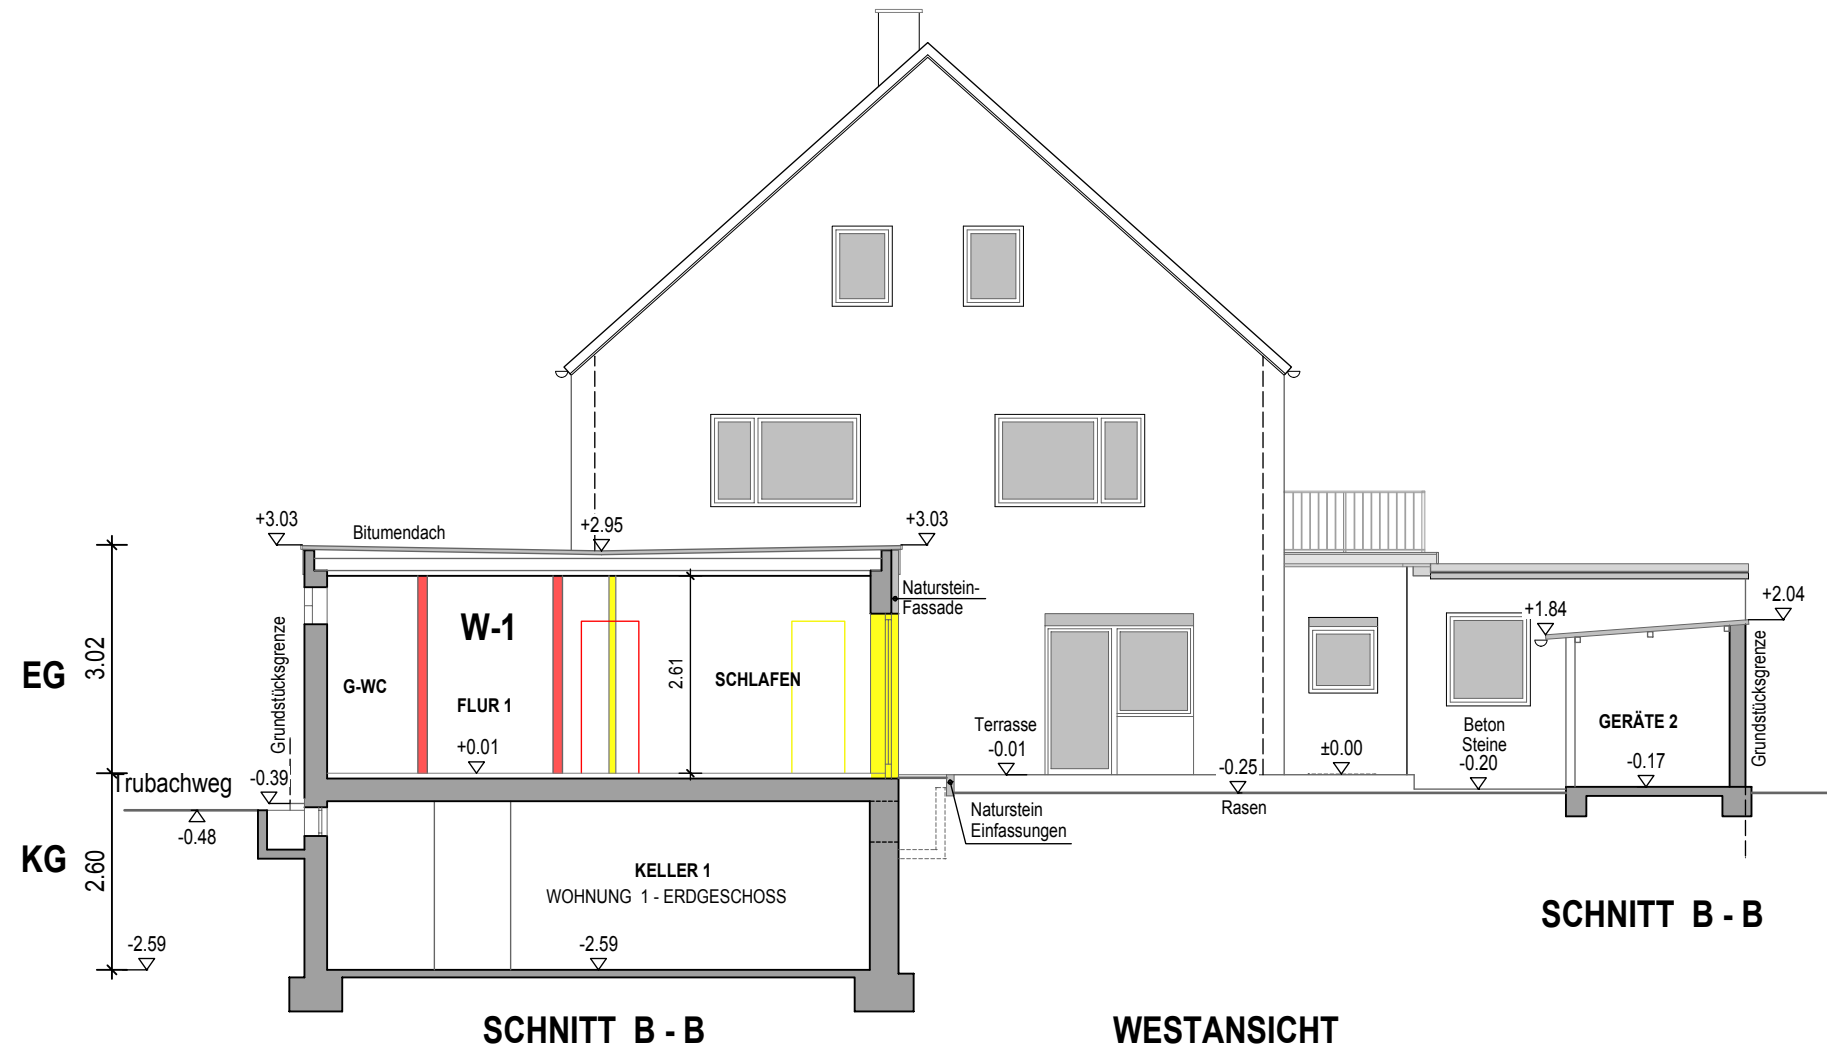 +3.03
Bitumendach
+2.95
+3.03
Naturstein-
Fassade
+1.84
+2.04
EG
3.02
Grundstücksgrenze
W-1
G-WC
FLUR 1
2.61
SCHLAFEN
+0.01
Terrasse
-0.01
±0.00
Beton
Steine
-0.20
GERÄTE 2
-0.17
Grundstücksgrenze
Trubachweg
-0.39
-0.48
-0.25
Rasen
Naturstein
Einfassungen
KG
2.60
KELLER 1
WOHNUNG 1 - ERDGESCHOSS
-2.59
-2.59
SCHNITT B - B
SCHNITT B - B
WESTANSICHT